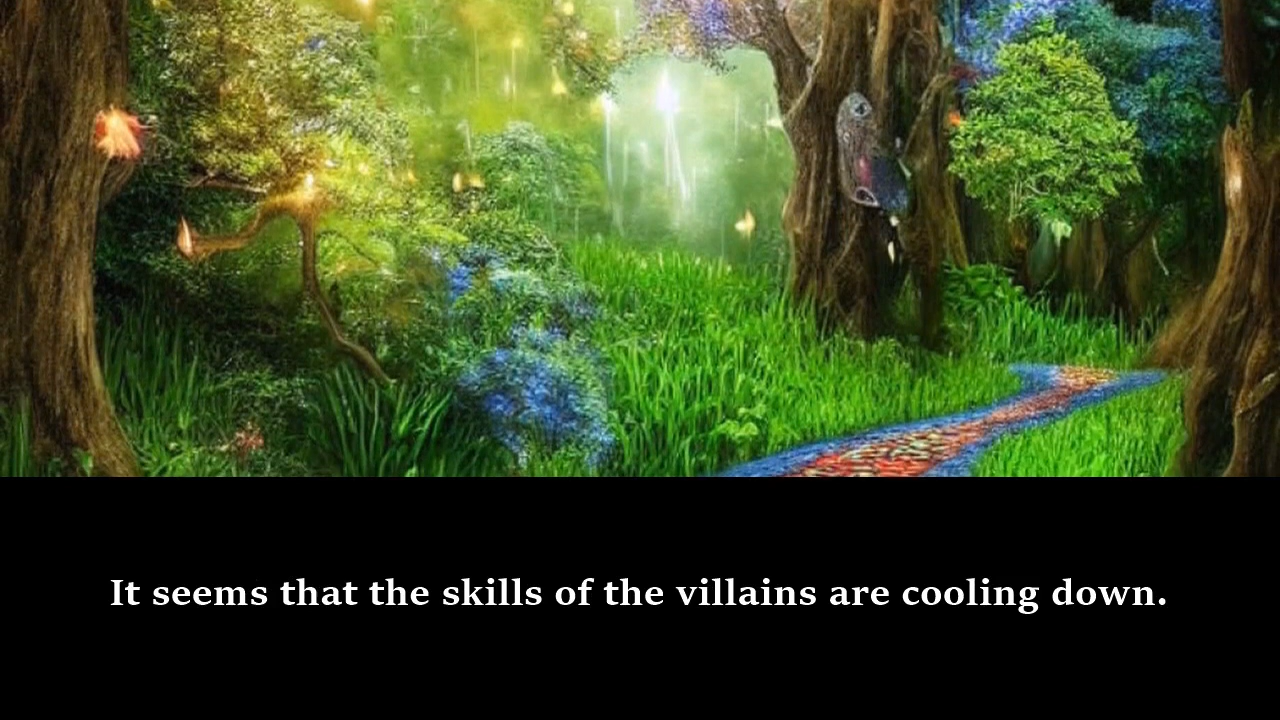 It seems that the skills of the villains are cooling down.